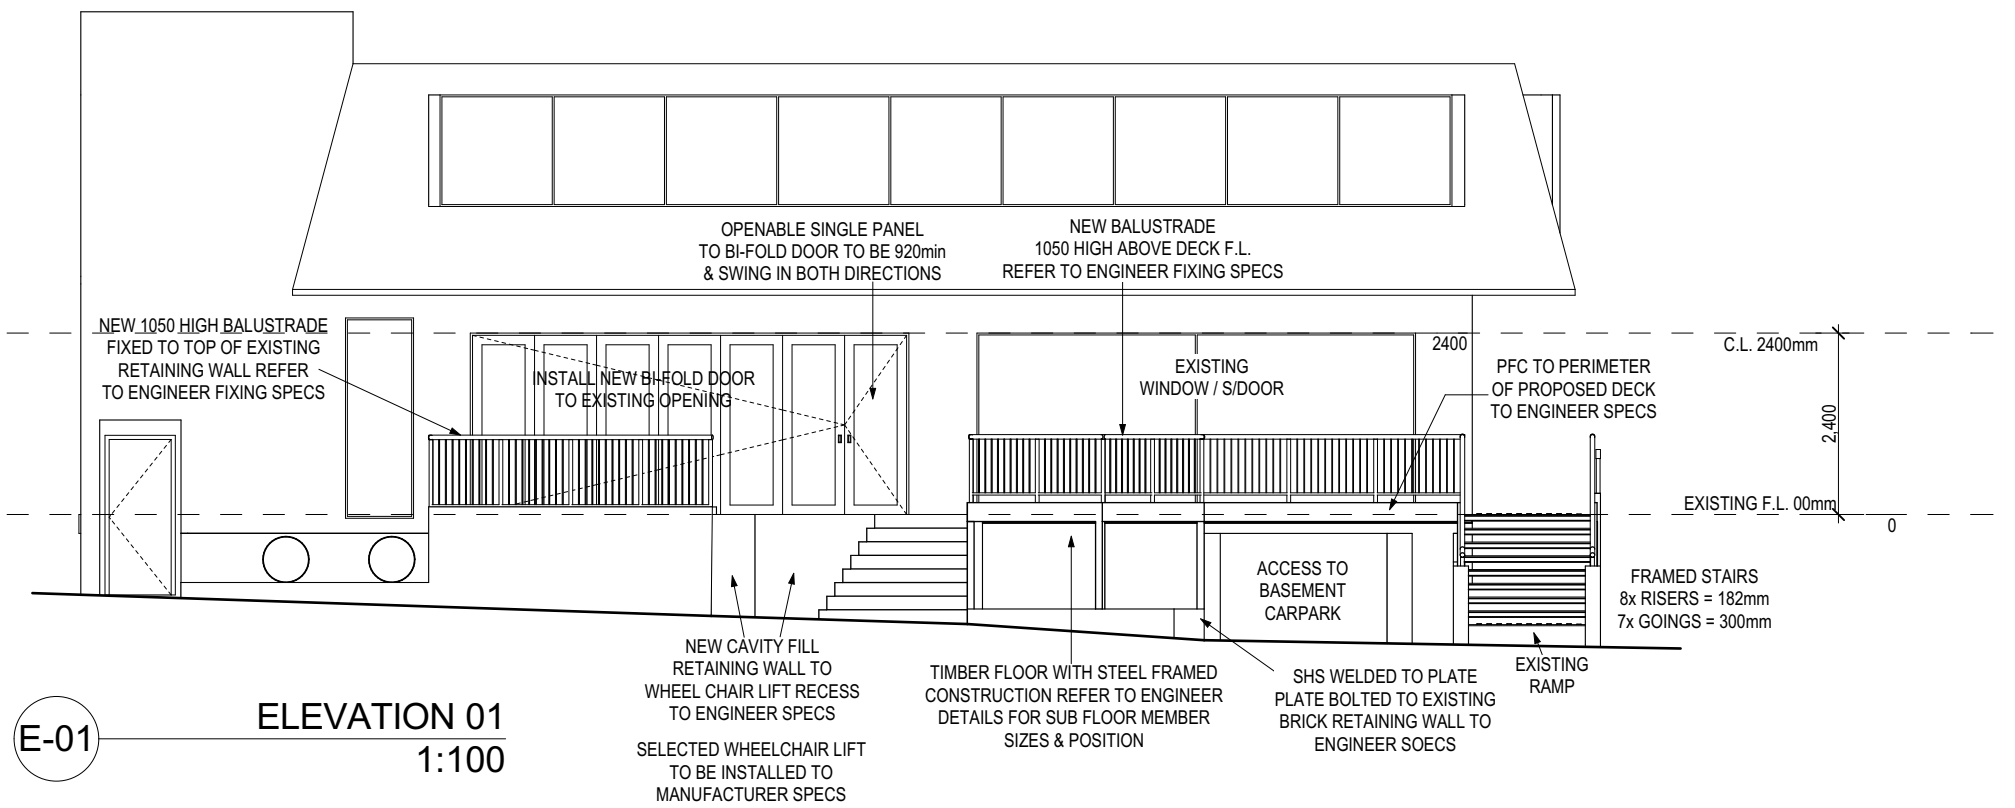 OPENABLE SINGLE PANEL
TO BI-FOLD DOOR TO BE 920min
& SWING IN BOTH DIRECTIONS
NEW BALUSTRADE
1050 HIGH ABOVE DECK F.L.
REFER TO ENGINEER FIXING SPECS
NEW 1050 HIGH BALUSTRADE
FIXED TO TOP OF EXISTING
RETAINING WALL REFER
TO ENGINEER FIXING SPECS
INSTALL NEW BI-FOLD DOOR
TO EXISTING OPENING
EXISTING
WINDOW / S/DOOR
2400
PFC TO PERIMETER
OF PROPOSED DECK
TO ENGINEER SPECS
C.L. 2400mm
2,400
EXISTING F.L. 00mm
0
ACCESS TO
BASEMENT
CARPARK
FRAMED STAIRS
8x RISERS = 182mm
7x GOINGS = 300mm
NEW CAVITY FILL
RETAINING WALL TO
WHEEL CHAIR LIFT RECESS
TO ENGINEER SPECS
SELECTED WHEELCHAIR LIFT
TO BE INSTALLED TO
MANUFACTURER SPECS
TIMBER FLOOR WITH STEEL FRAMED
CONSTRUCTION REFER TO ENGINEER
DETAILS FOR SUB FLOOR MEMBER
SIZES & POSITION
SHS WELDED TO PLATE
PLATE BOLTED TO EXISTING
BRICK RETAINING WALL TO
ENGINEER SOECS
EXISTING
RAMP
E-01
ELEVATION 01
1:100